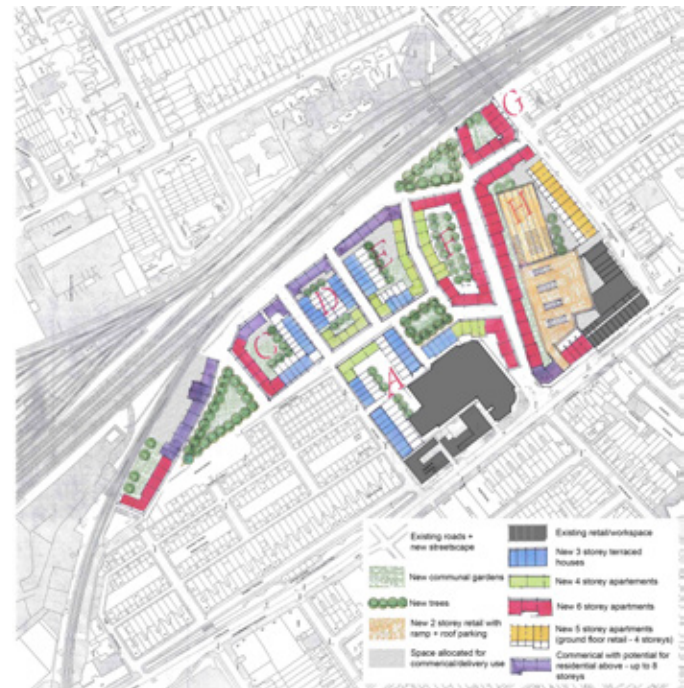 G
H
F
E
D
C
A
Existing roads +
new streetscape
New communal gardens
New trees
New 2 storey retail with
ramp + roof parking
Space allocated for
commerical/delivery use
Existing retail/workspace
New 3 storey terraced
houses
New 4 storey apartements
New 6 storey apartments
New 5 storey apartments
(ground floor retail - 4 storeys)
Commerical with potential for
residential above - up to 8
storeys